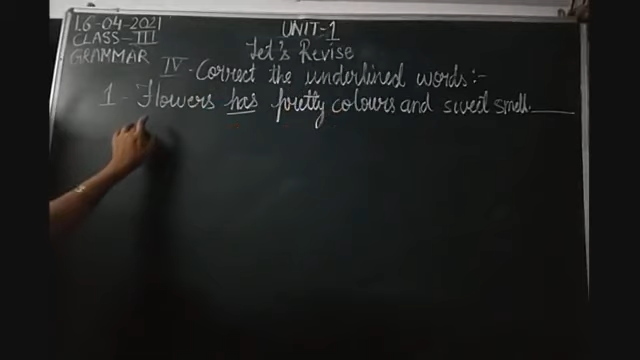 16-04-2021 UNIT-1
CLASS-III Let's Revise
GRAMMAR
IV-Correct the underlined words:-
1- Flowers has pretty colours and sweet smell.